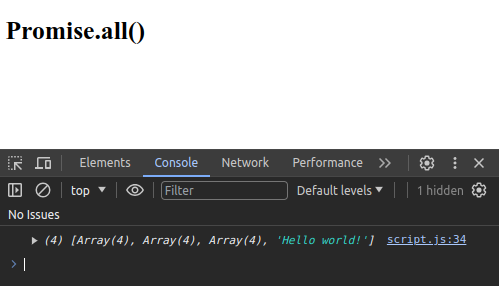 Promise.all()
Elements Console Network Performance
top Filter Default levels 1 hidden
No Issues
(4) [Array(4), Array(4), Array(4), 'Hello world!'] script.js:34